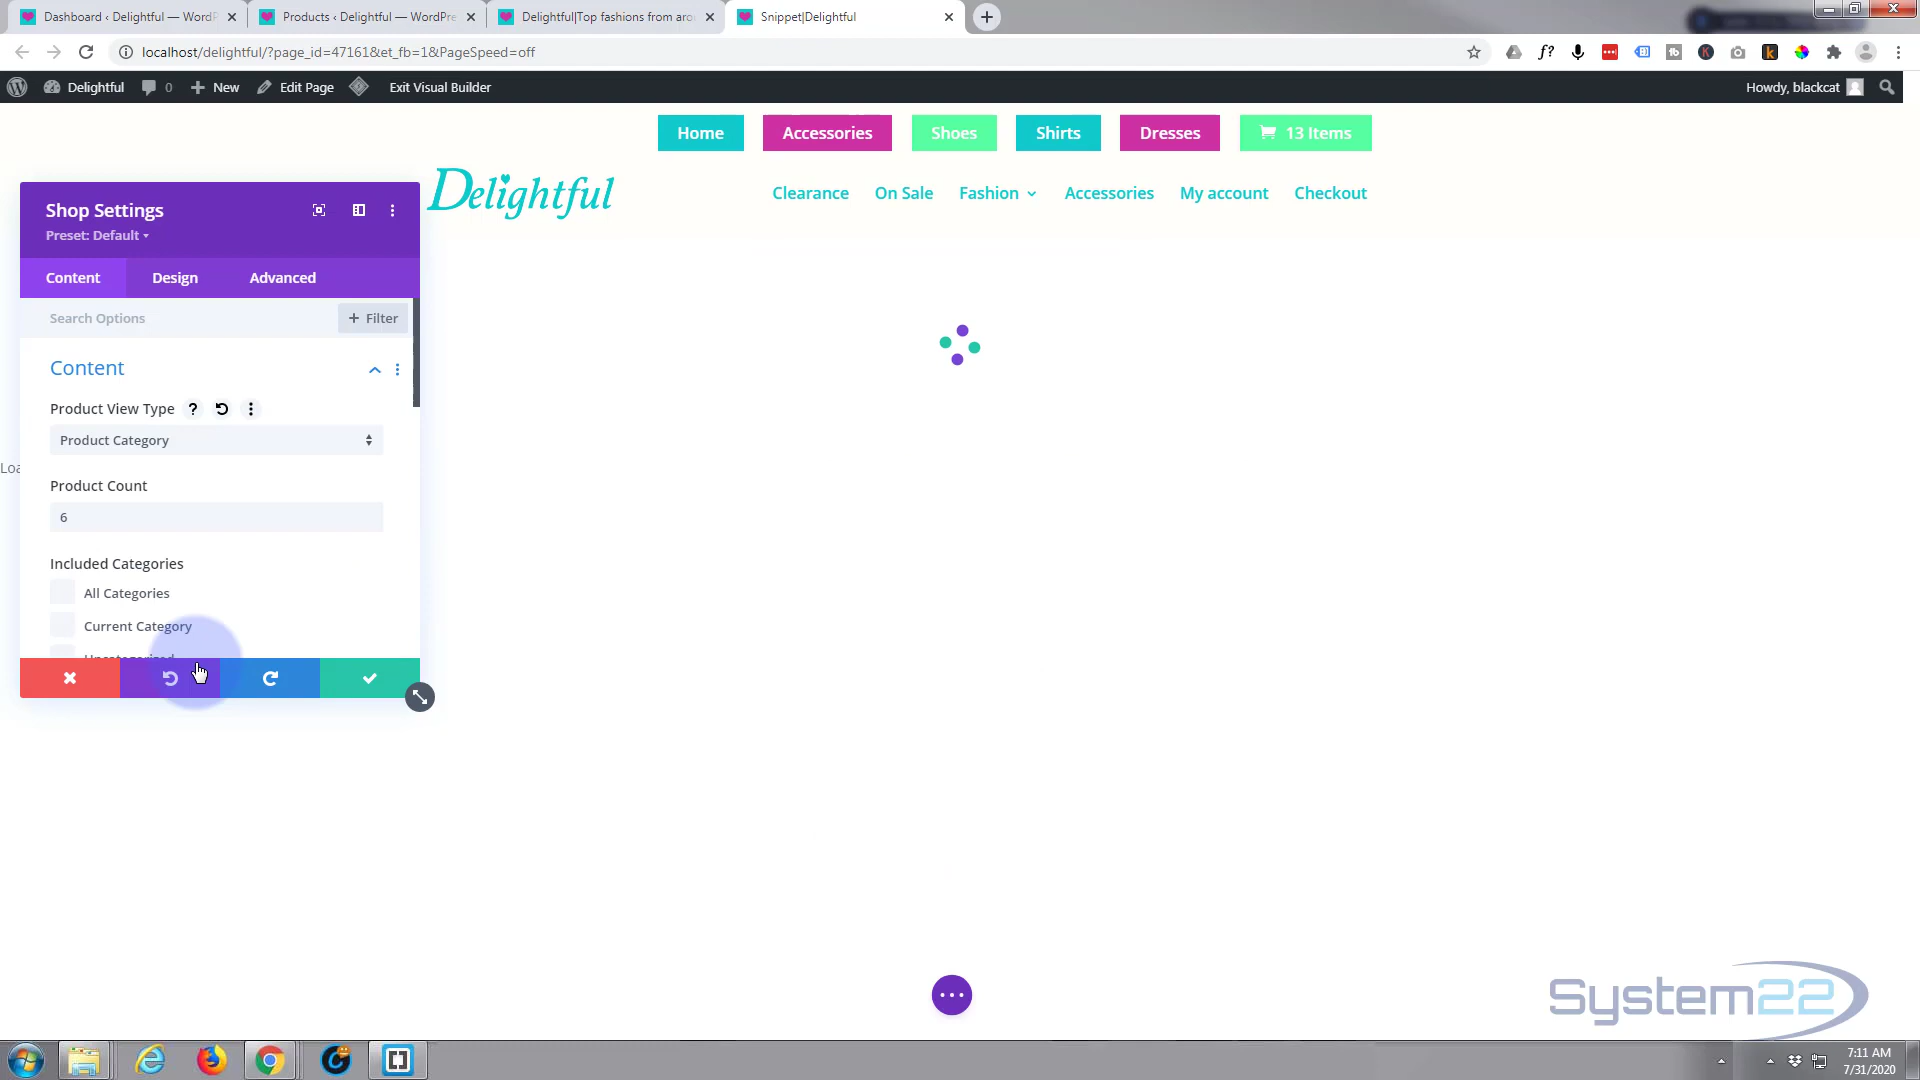 Dashboard ‹ Delightful — WordP
Products ‹ Delightful — WordPre
Delightful|Top fashions from aro
Snippet|Delightful
localhost/delightful/?page_id=47161&et_fb=1&PageSpeed=off
Delightful
0
New
Edit Page
Exit Visual Builder
Howdy, blackcat
Home
Accessories
Shoes
Shirts
Dresses
13 Items
Delightful
Clearance
On Sale
Fashion
Accessories
My account
Checkout
Shop Settings
Preset: Default
Content
Design
Advanced
Search Options
+ Filter
Content
Product View Type
?
Product Category
Loa
Product Count
6
Included Categories
All Categories
Current Category
Uncategorized
System22
7:11 AM
7/31/2020